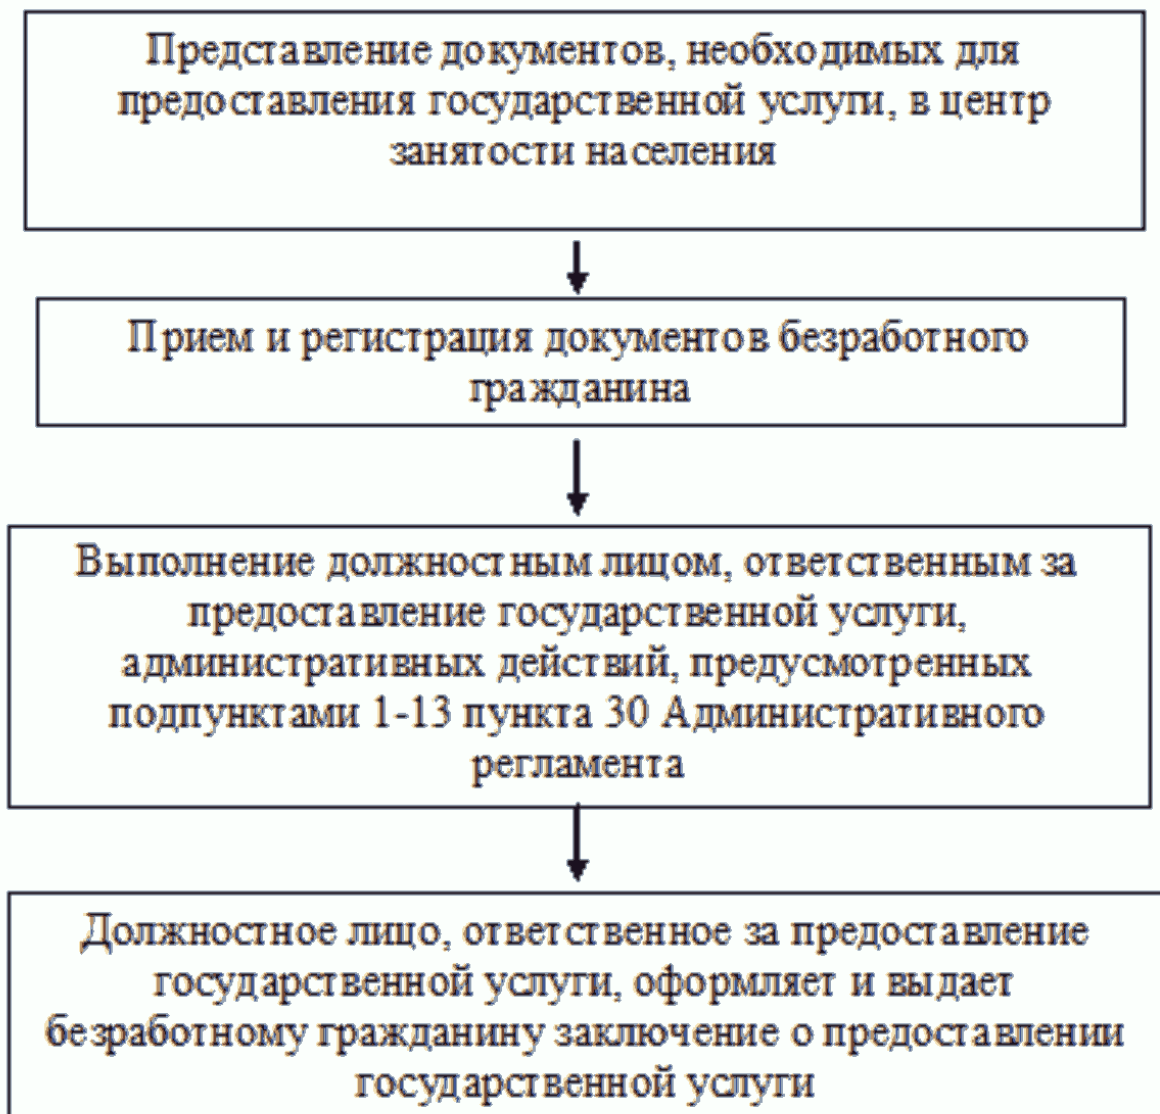 Представление документов, необходимых для
предоставления государственной услуги, в центр
занятости населения
Прием и регистрация документов безработного
гражданина
Выполнение должностным лицом, ответственным за
предоставление государственной услуги,
административных действий, предусмотренных
подпунктами 1-13 пункта 30 Административного
регламента
Должностное лицо, ответственное за предоставление
государственной услуги, оформляет и выдает
безработному гражданину заключение о предоставлении
государственной услуги